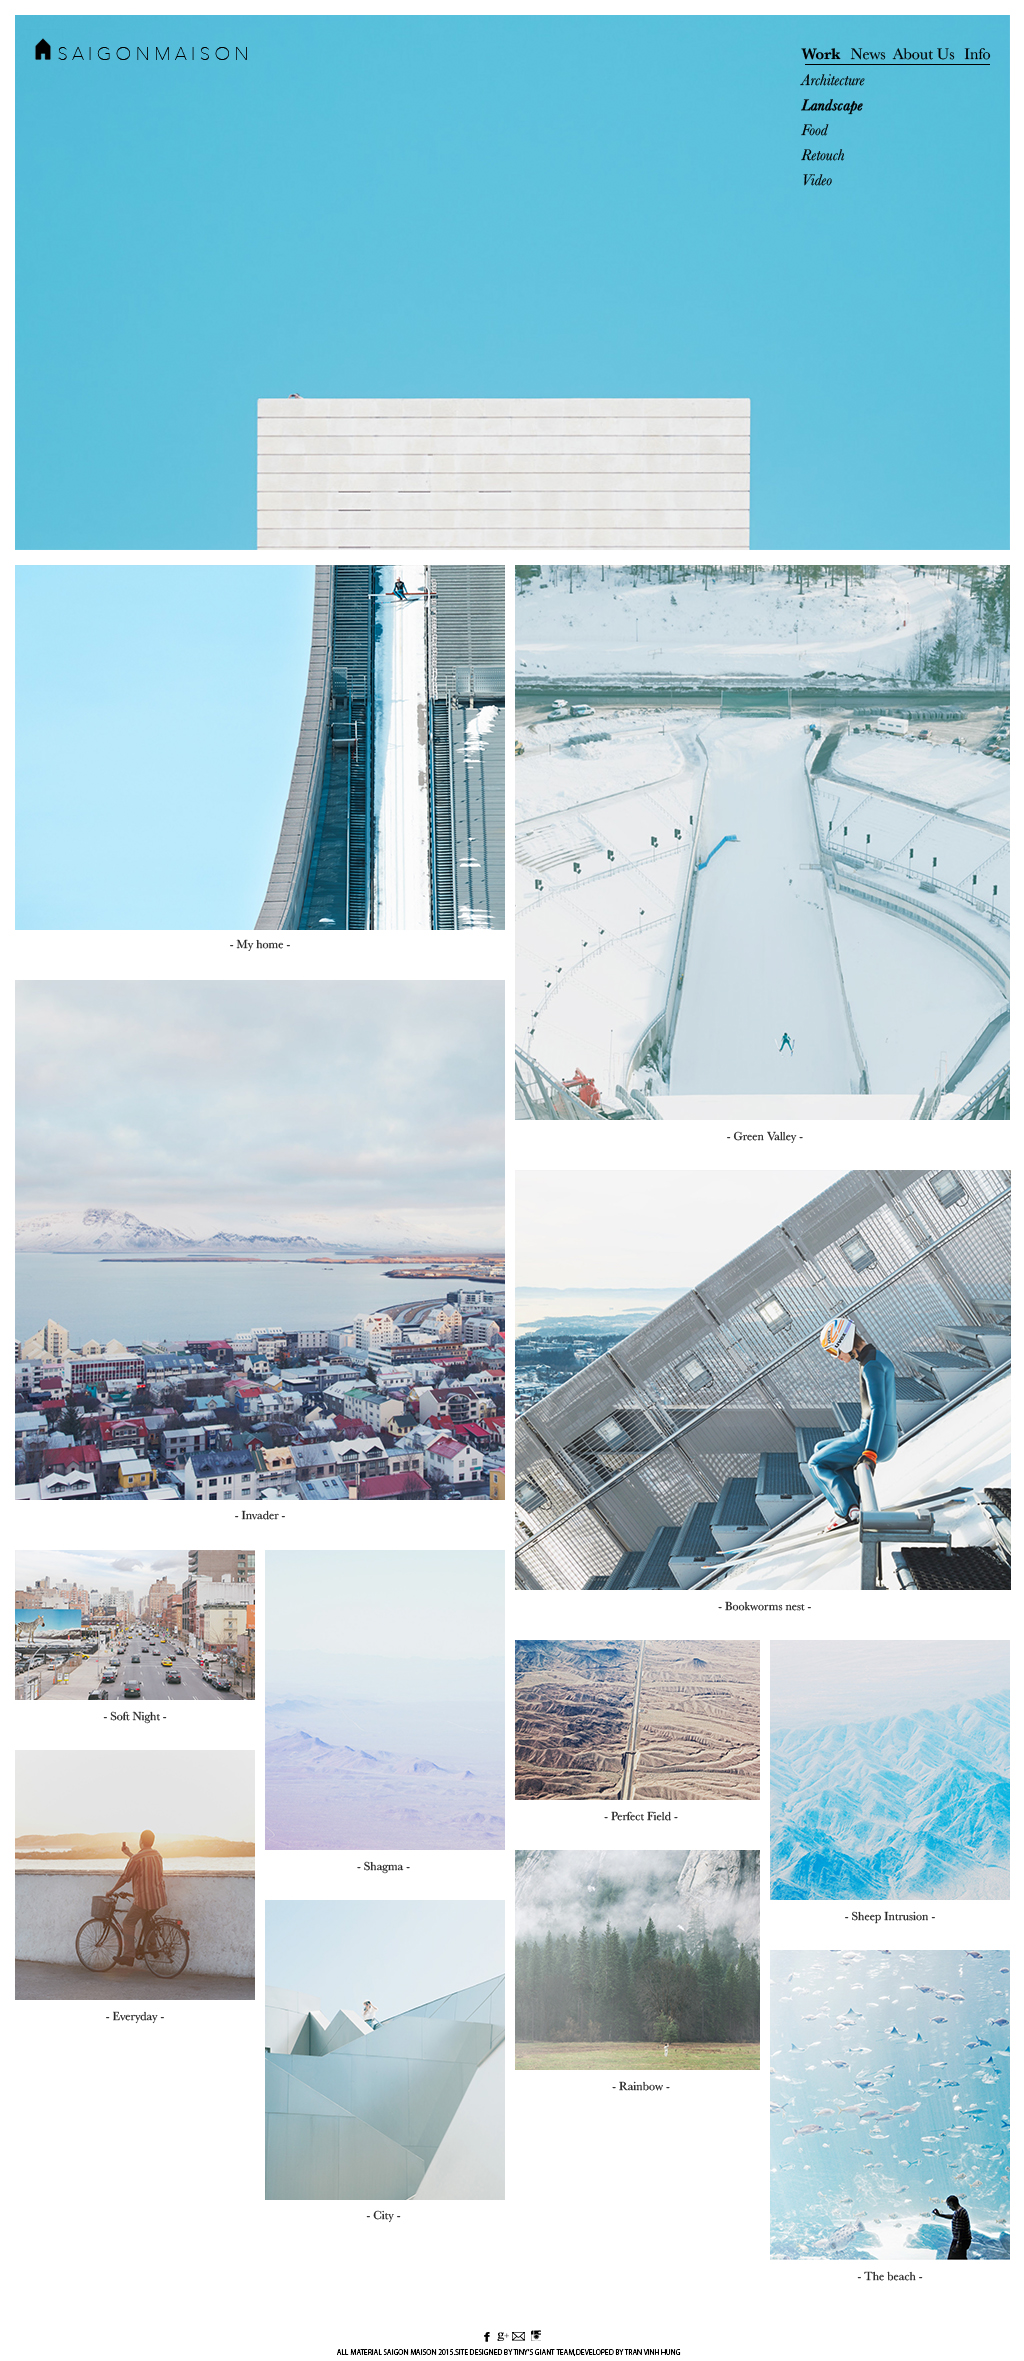 SAIGONMAISON
Work News About Us Info
Architecture
Landscape
Food
Retouch
Video
- My home -
- Green Valley -
- Invader -
- Bookworms nest -
- Soft Night -
- Perfect Field -
- Shagma -
- Sheep Intrusion -
- Everyday -
- Rainbow -
- City -
- The beach -
f g+
ALL MATERIAL SAIGON MAISON 2015.SITE DESIGNED BY TINY'S GIANT TEAM,DEVELOPED BY TRAN VINH HUNG